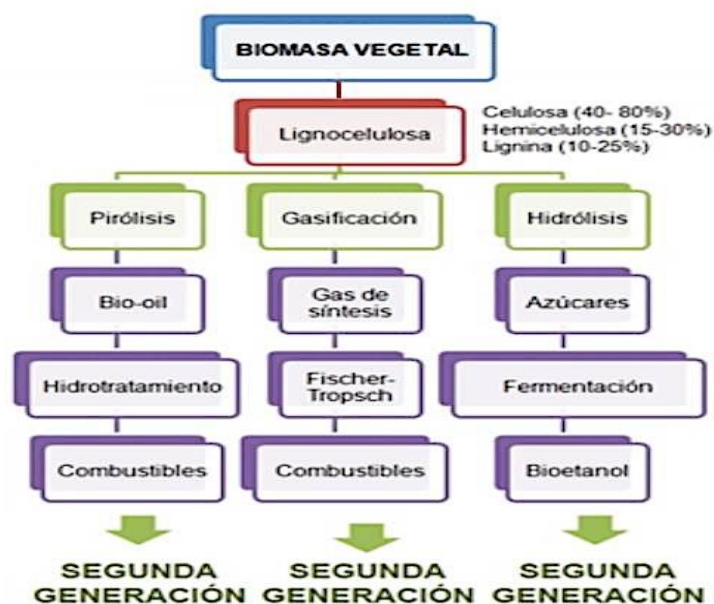 BIOMASA VEGETAL
Lignocelulosa
Celulosa (40- 80%)
Hemicelulosa (15-30%)
Lignina (10-25%)
Pirólisis
Gasificación
Hidrólisis
Bio-oil
Gas de
síntesis
Azúcares
Hidrotratamiento
Fischer-
Tropsch
Fermentación
Combustibles
Combustibles
Bioetanol
SEGUNDA
GENERACIÓN
SEGUNDA
GENERACIÓN
SEGUNDA
GENERACIÓN